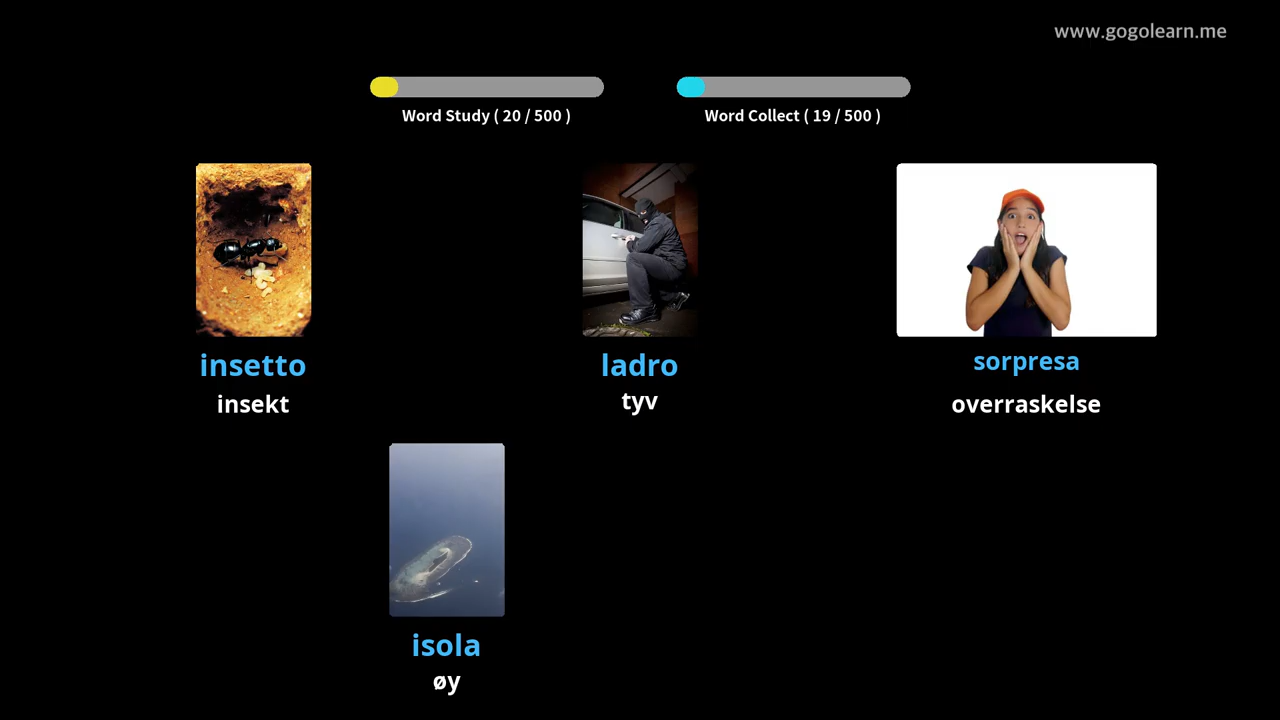 www.gogolearn.me
Word Study ( 20 / 500 )
Word Collect ( 19 / 500 )
insetto
insekt
ladro
tyv
sorpresa
overraskelse
isola
øy